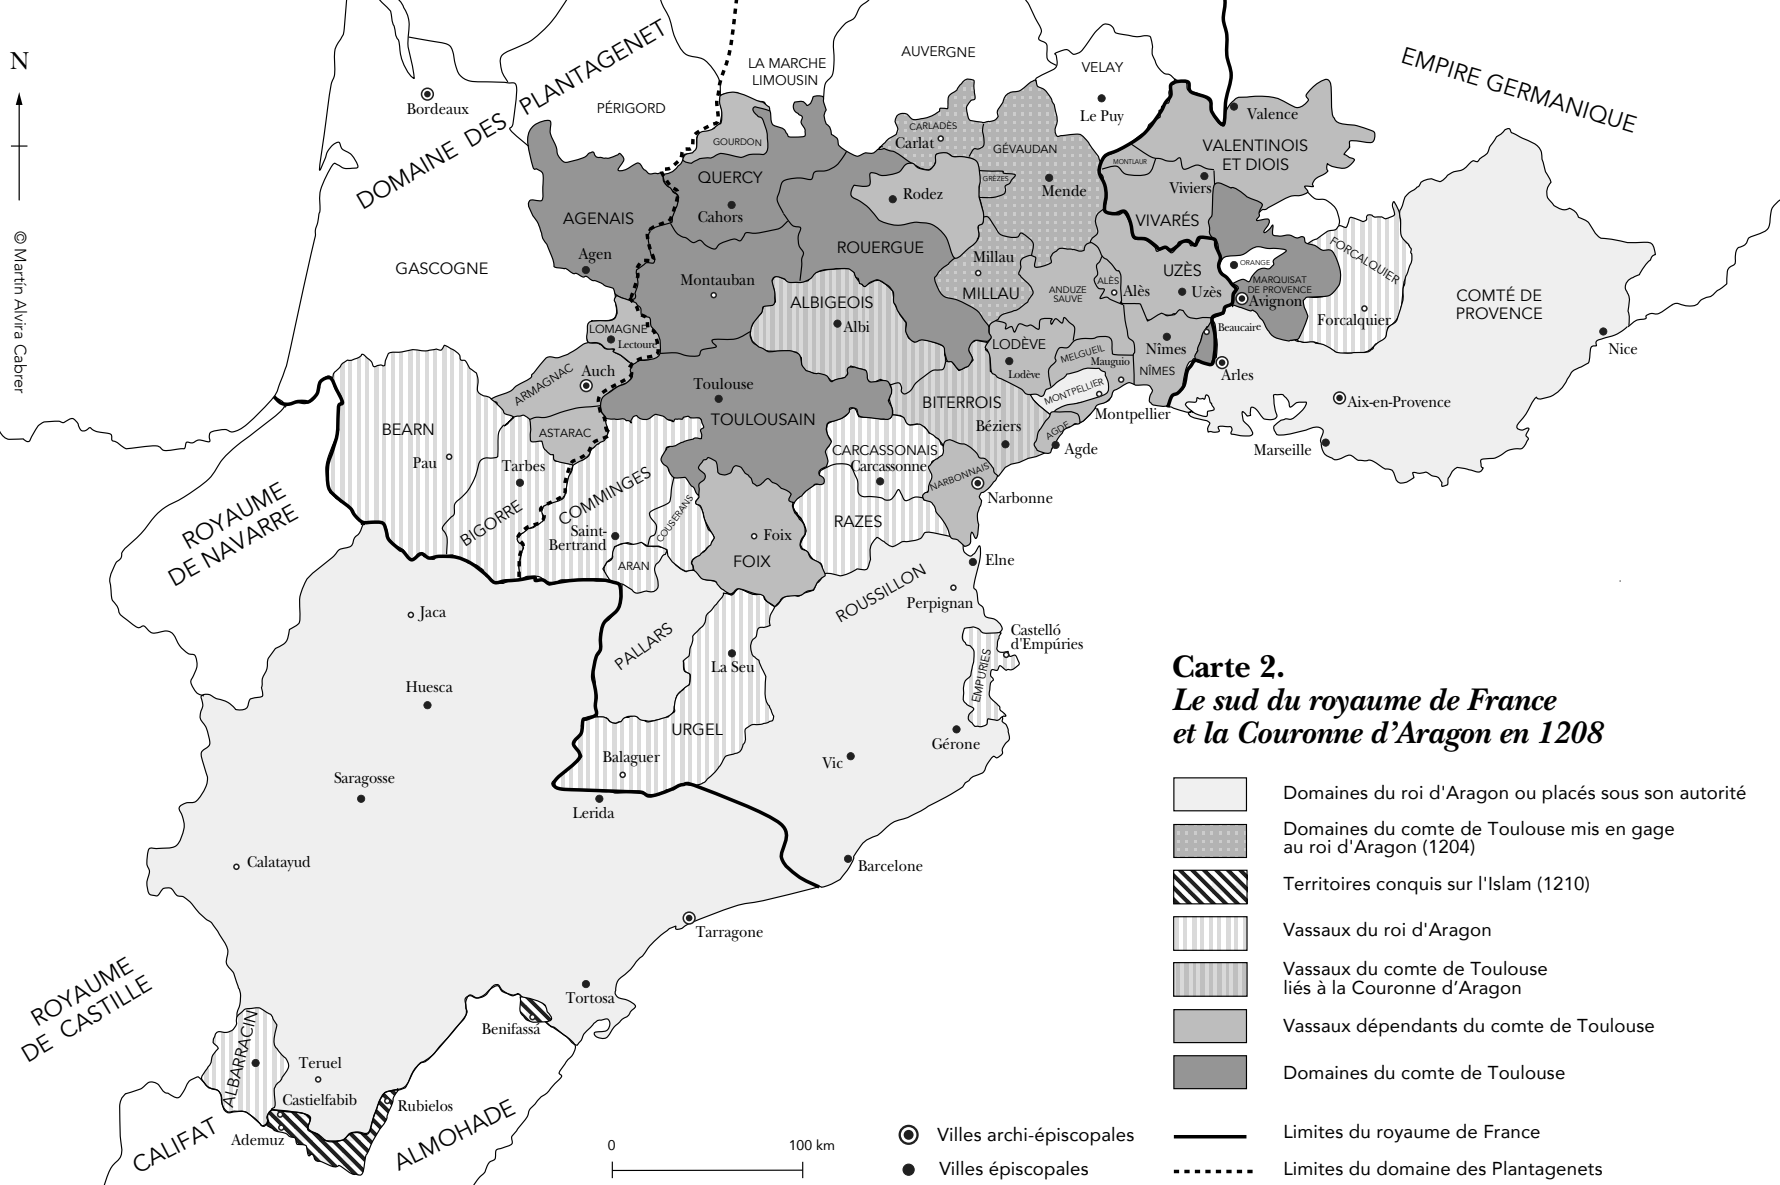 N
© Martín Alvira Cabrer
DOMAINE DES PLANTAGENET
EMPIRE GERMANIQUE
AUVERGNE
LA MARCHE
LIMOUSIN
VELAY
Le Puy
PÉRIGORD
Bordeaux
GOURDON
CARLADÈS
Carlat
GÉVAUDAN
GRÈZES
Mende
Valence
VALENTINOIS
ET DIOIS
MONTLAUR
Viviers
VIVARÉS
QUERCY
Cahors
Rodez
AGENAIS
Agen
ROUERGUE
GASCOGNE
Montauban
Millau
MILLAU
ANDUZE
SAUVE
ALÈS
Alès
UZÈS
Uzès
ORANGE
MARQUISAT
DE PROVENCE
Avignon
FORCALQUIER
Forcalquier
COMTÉ DE
PROVENCE
Nice
ALBIGEOIS
Albi
LOMAGNE
Lectoure
LODÈVE
Lodève
MELGUEIL
Mauguio
Nîmes
NÎMES
Beaucaire
Arles
ARMAGNAC
Auch
Toulouse
TOULOUSAIN
BITERROIS
Béziers
MONTPELLIER
Montpellier
AGDE
Agde
Aix-en-Provence
Marseille
BEARN
Pau
ASTARAC
Tarbes
BIGORRE
COMMINGES
Saint-
Bertrand
COUSERANS
ARAN
CARCASSONAIS
Carcassonne
NARBONNAIS
Narbonne
RAZES
Foix
FOIX
ROYAUME
DE NAVARRE
ROUSSILLON
Elne
Perpignan
Jaca
PALLARS
La Seu
Castelló
d'Empúries
EMPURIES
Huesca
URGEL
Balaguer
Gérone
Vic
Saragosse
Lerida
Calatayud
Barcelone
Tarragone
ROYAUME
DE CASTILLE
Tortosa
Benifassà
ALBARRACIN
Teruel
Castielfabib
Rubielos
Ademuz
CALIFAT
ALMOHADE
Carte 2.
Le sud du royaume de France
et la Couronne d’Aragon en 1208
Domaines du roi d'Aragon ou placés sous son autorité
Domaines du comte de Toulouse mis en gage
au roi d'Aragon (1204)
Territoires conquis sur l'Islam (1210)
Vassaux du roi d'Aragon
Vassaux du comte de Toulouse
liés à la Couronne d’Aragon
Vassaux dépendants du comte de Toulouse
Domaines du comte de Toulouse
Limites du royaume de France
Limites du domaine des Plantagenets
Villes archi-épiscopales
Villes épiscopales
0
100 km